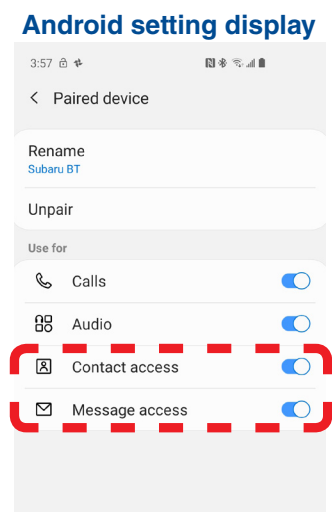 Android setting display
3:57
Paired device
Rename
Subaru BT
Unpair
Use for
Calls
Audio
Contact access
Message access